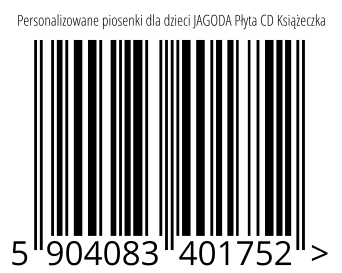 Personalizowane piosenki dla dzieci JAGODA Płyta CD Książeczka
5 904083 401752 >